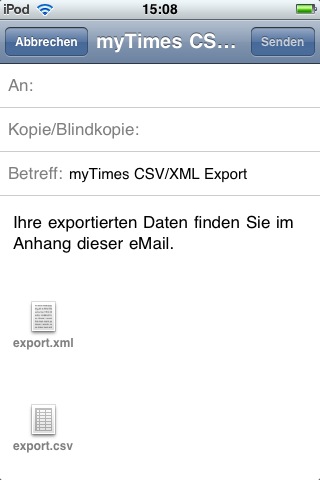 iPod 15:08
Abbrechen myTimes CS... Senden
An:
Kopie/Blindkopie:
Betreff: myTimes CSV/XML Export
Ihre exportierten Daten finden Sie im
Anhang dieser eMail.
export.xml
export.csv